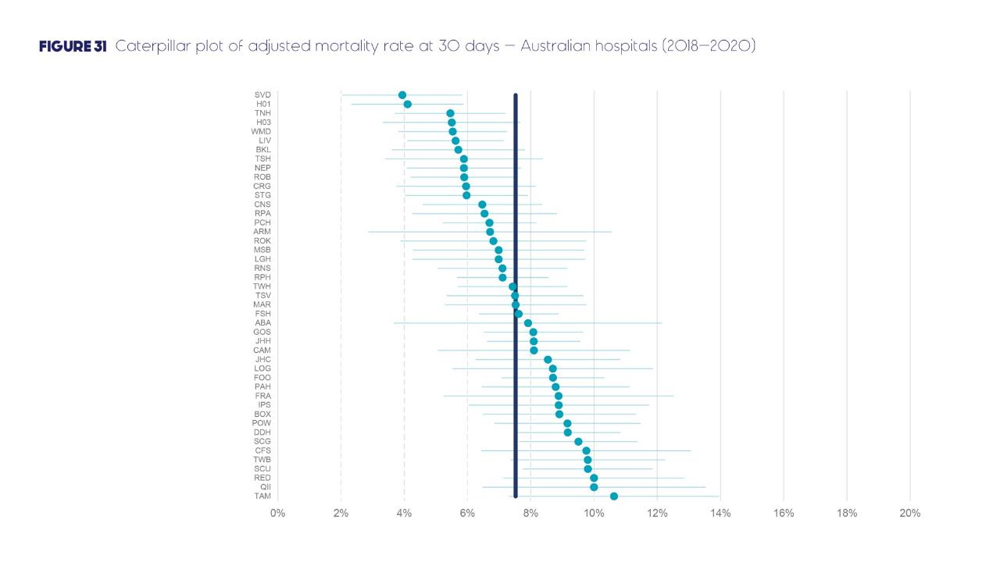 FIGURE 31 Caterpillar plot of adjusted mortality rate at 30 days – Australian hospitals (2018–2020)
SVD
H01
TNH
H03
WMD
LIV
BKL
TSH
NEP
ROB
CRG
STG
CNS
RPA
PCH
ARM
ROK
MSB
LGH
RNS
RPH
TWH
TSV
MAR
FSH
ABA
GOS
JHH
CAM
JHC
LOG
FOO
PAH
FRA
IPS
BOX
POW
DDH
SCG
CFS
TWB
SCU
RED
QII
TAM
0% 2% 4% 6% 8% 10% 12% 14% 16% 18% 20%